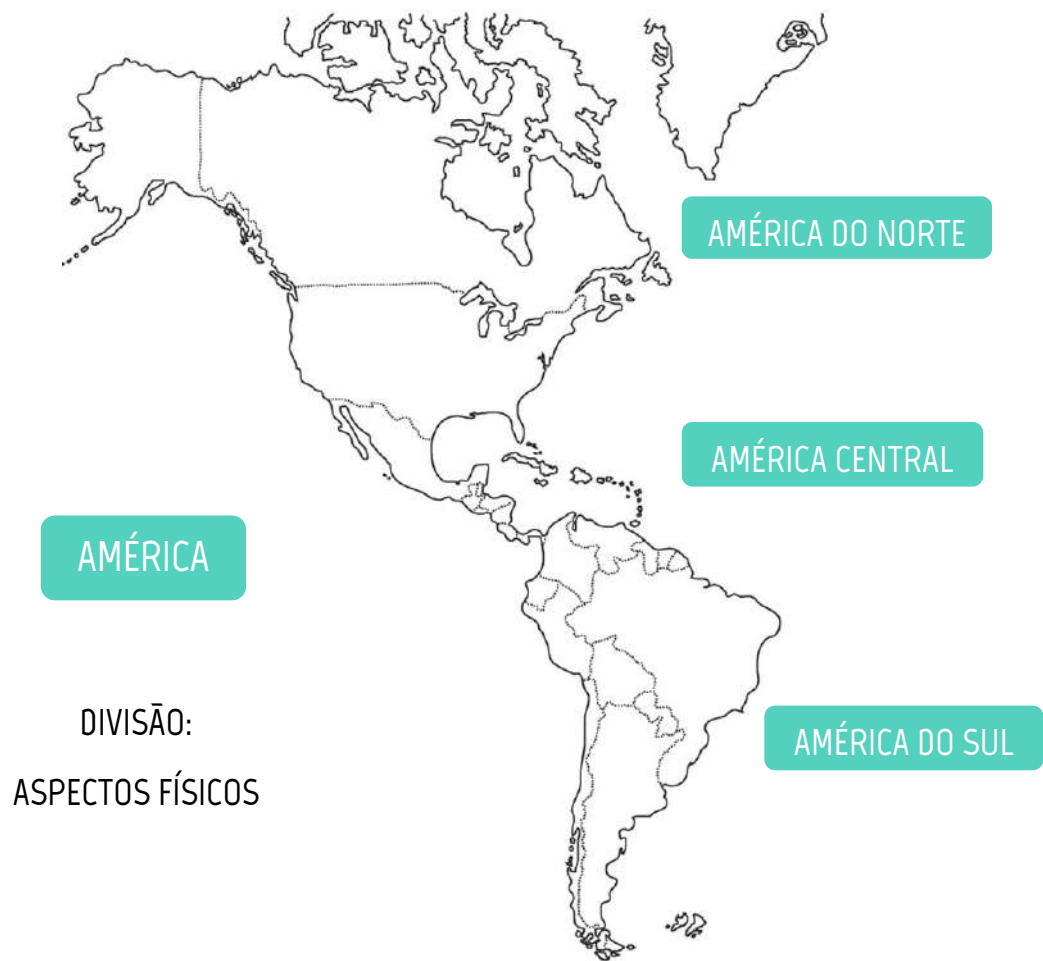 AMÉRICA DO NORTE
AMÉRICA CENTRAL
AMÉRICA
AMÉRICA DO SUL
DIVISÃO:
ASPECTOS FÍSICOS